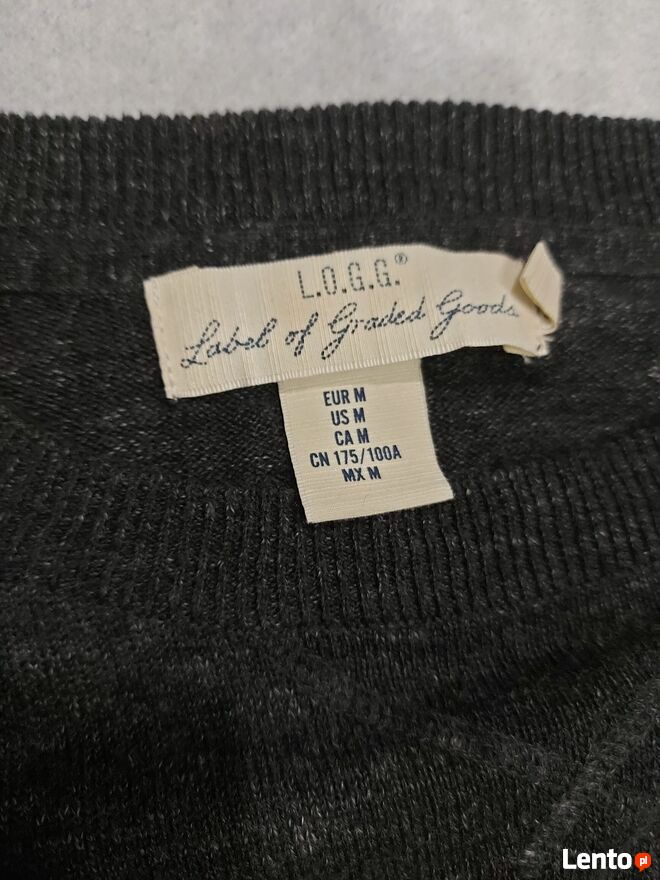 L.O.G.G.®
Label of Graded Goods
EUR M
US M
CA M
CN 175/100A
MX M
Lento pl